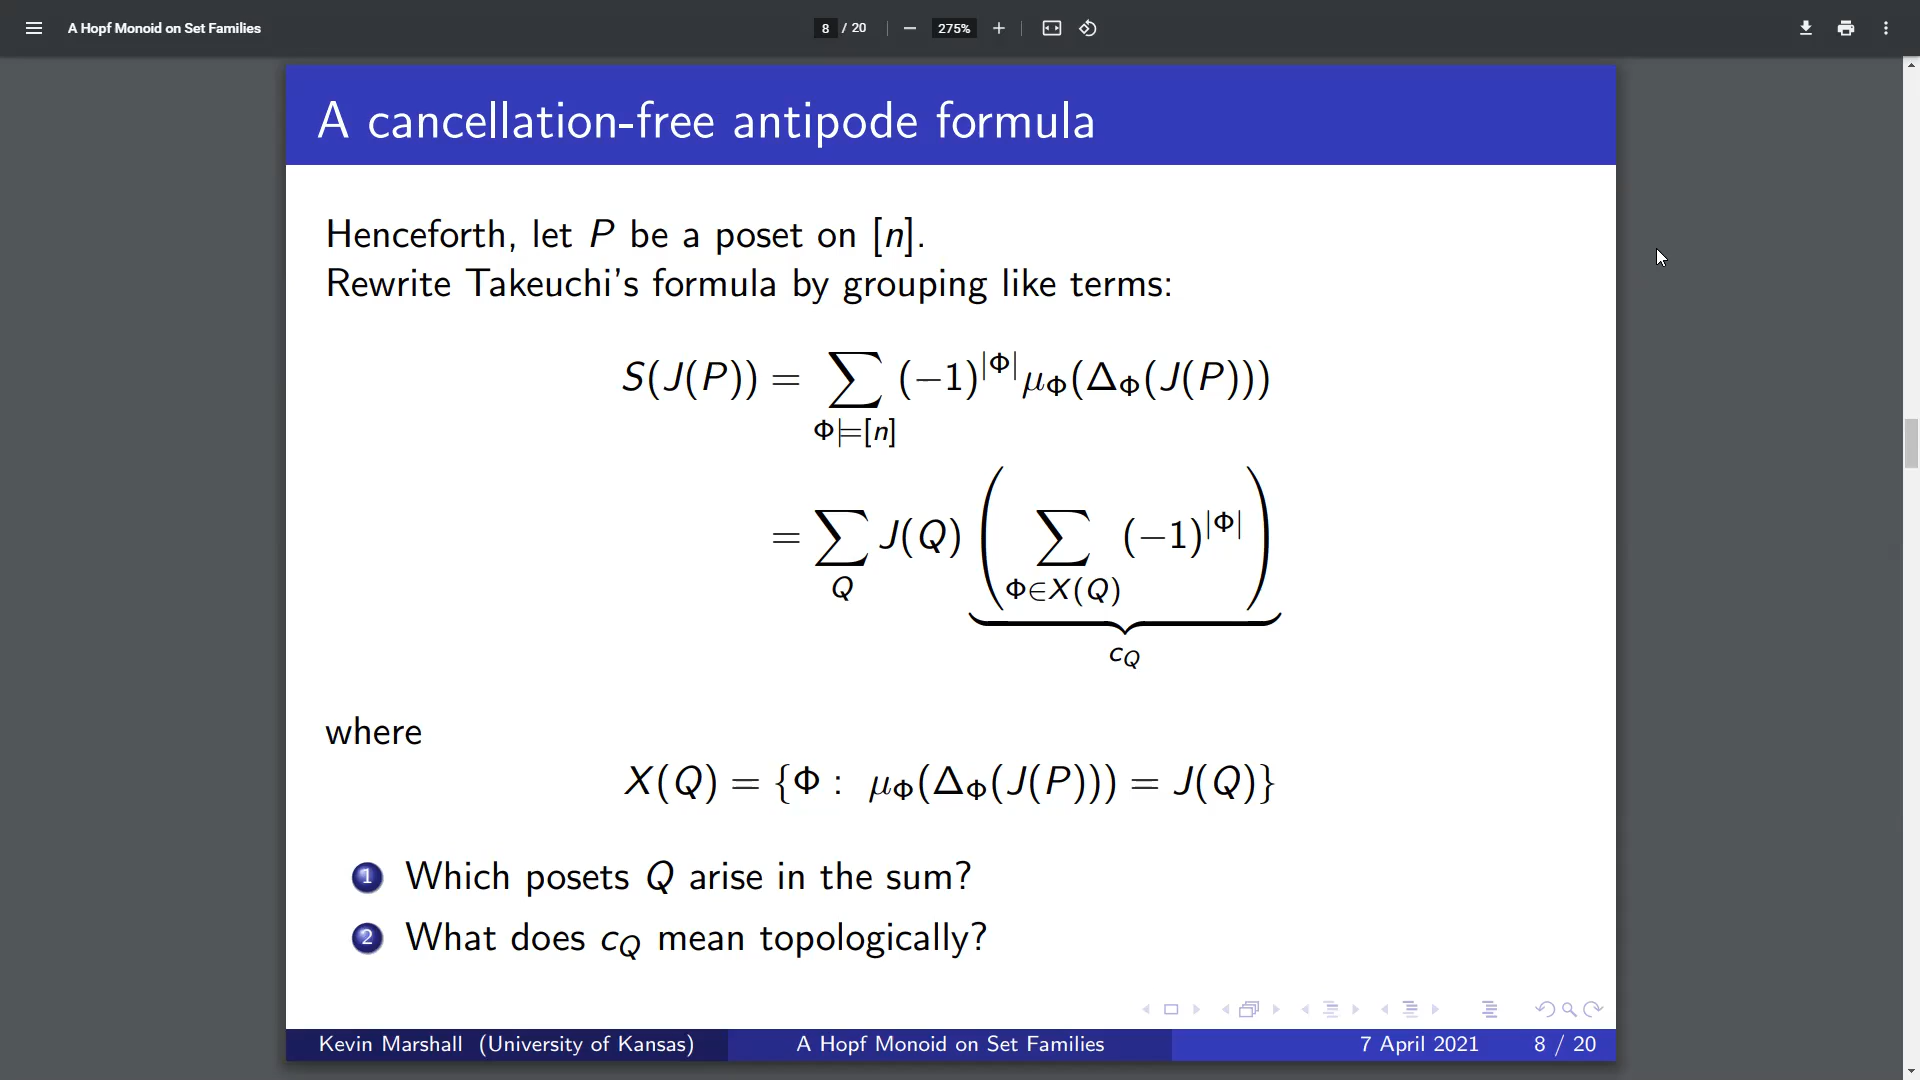 A Hopf Monoid on Set Families
8 / 20
275%
A cancellation-free antipode formula
Henceforth, let P be a poset on [n].
Rewrite Takeuchi's formula by grouping like terms:
S(J(P)) = ∑_{Φ⊨[n]} (−1)^{|Φ|} μ_Φ(Δ_Φ(J(P)))
= ∑_Q J(Q) ( ∑_{Φ∈X(Q)} (−1)^{|Φ|} )
c_Q
where
X(Q) = {Φ : μ_Φ(Δ_Φ(J(P))) = J(Q)}
1 Which posets Q arise in the sum?
2 What does c_Q mean topologically?
Kevin Marshall (University of Kansas) A Hopf Monoid on Set Families 7 April 2021 8 / 20